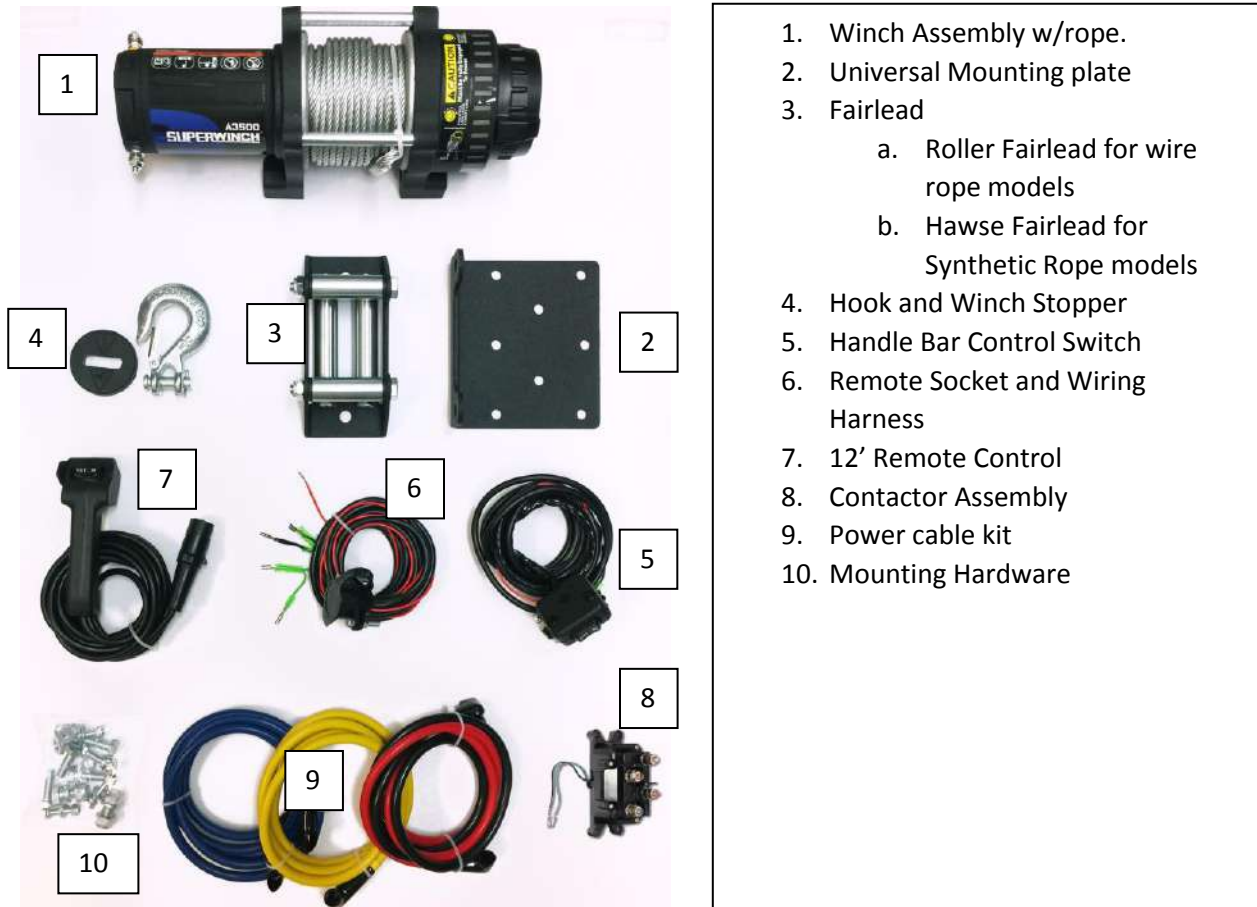 1
A3500
SUPERWINCH
CAUTION
4
3
2
7
6
5
8
9
10
1. Winch Assembly w/rope.
2. Universal Mounting plate
3. Fairlead
a. Roller Fairlead for wire
rope models
b. Hawse Fairlead for
Synthetic Rope models
4. Hook and Winch Stopper
5. Handle Bar Control Switch
6. Remote Socket and Wiring
Harness
7. 12’ Remote Control
8. Contactor Assembly
9. Power cable kit
10. Mounting Hardware